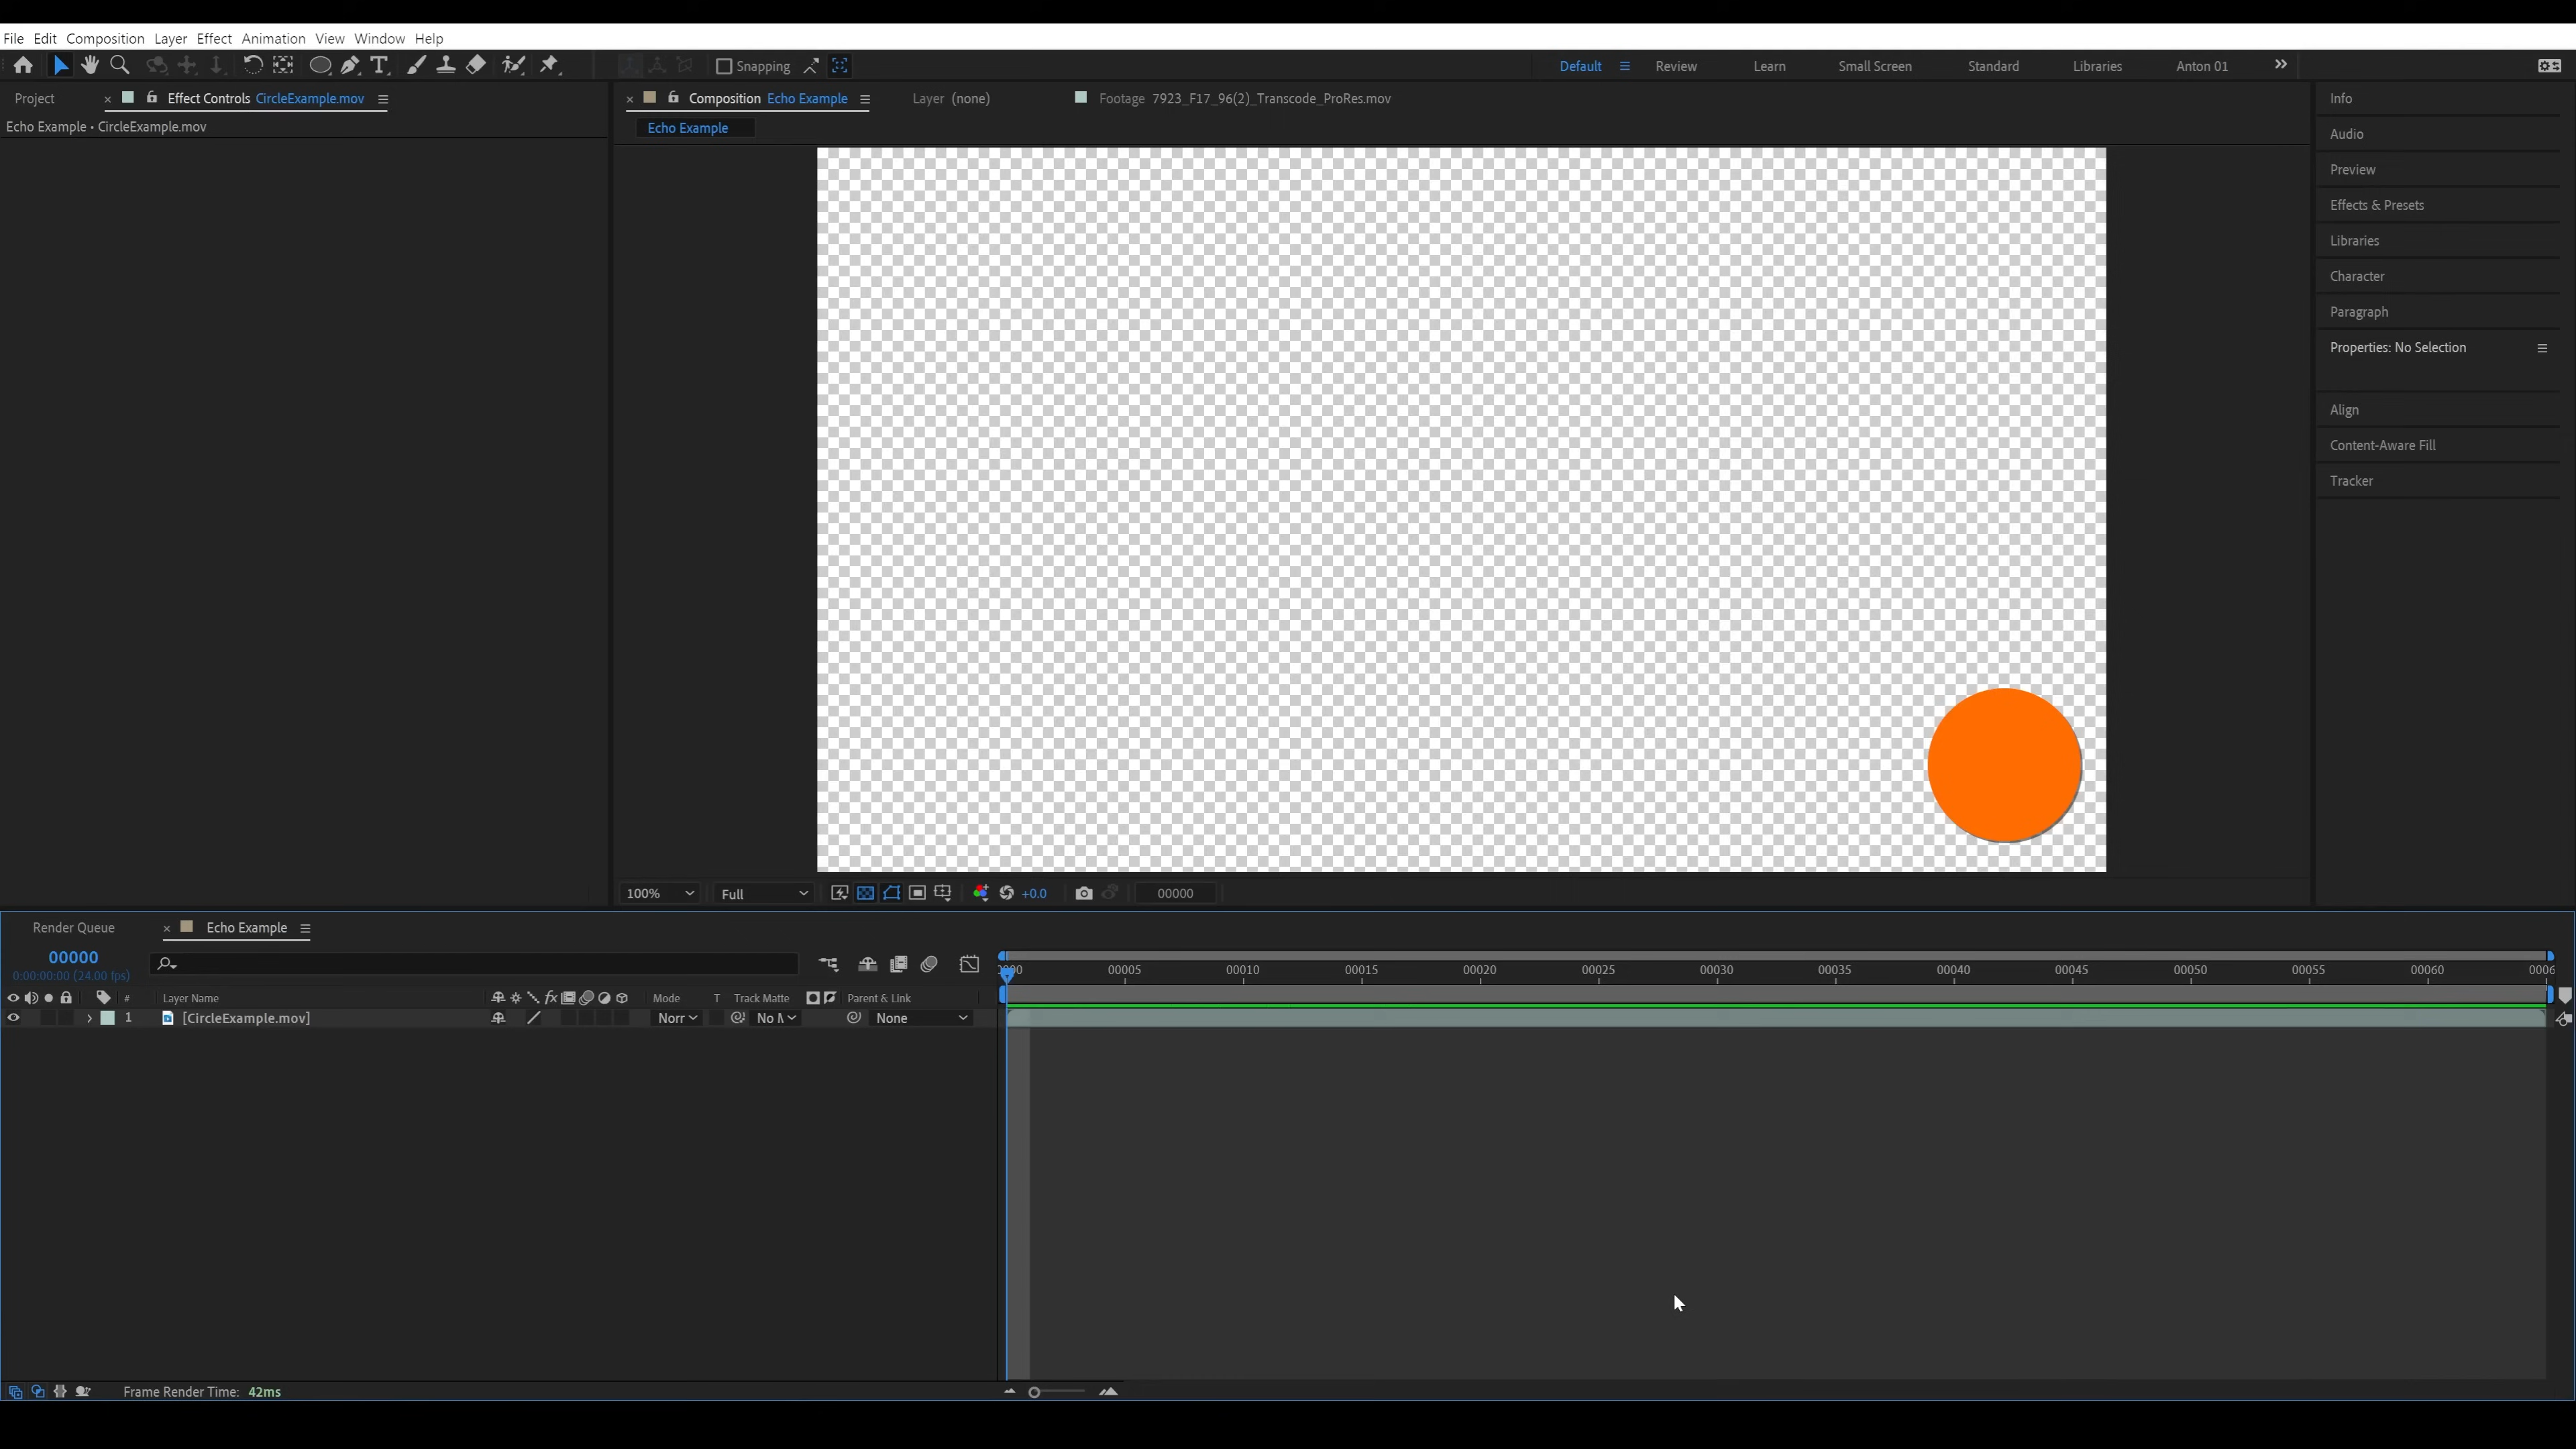 File Edit Composition Layer Effect Animation View Window Help
Snapping
Default Review Learn Small Screen Standard Libraries Anton 01
Project × Effect Controls CircleExample.mov
Echo Example • CircleExample.mov
× Composition Echo Example Layer (none) Footage 7923_F17_96(2)_Transcode_ProRes.mov
Echo Example
Info
Audio
Preview
Effects & Presets
Libraries
Character
Paragraph
Properties: No Selection
Align
Content-Aware Fill
Tracker
100% Full +0.0 00000
Render Queue × Echo Example
00000
0:00:00:00 (24.00 fps)
00005 00010 00015 00020 00025 00030 00035 00040 00045 00050 00055 00060 0006
# Layer Name fx Mode T Track Matte Parent & Link
1 [CircleExample.mov] Norr No M None
Frame Render Time: 42ms